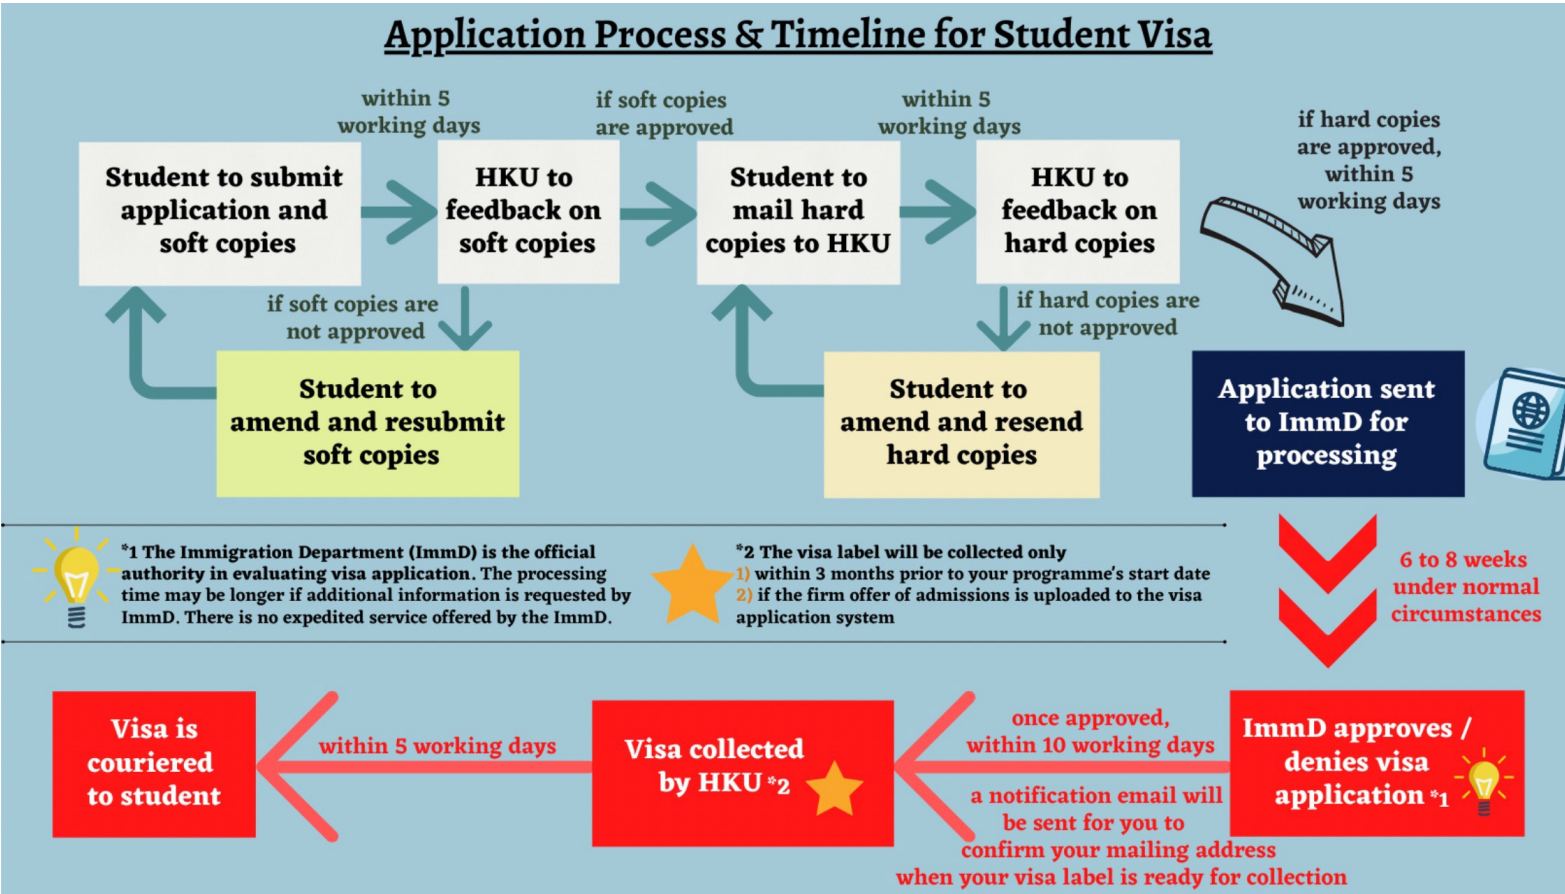 Application Process & Timeline for Student Visa
within 5
working days
if soft copies
are approved
within 5
working days
if hard copies
are approved,
within 5
working days
Student to submit
application and
soft copies
HKU to
feedback on
soft copies
Student to
mail hard
copies to HKU
HKU to
feedback on
hard copies
if soft copies are
not approved
if hard copies are
not approved
Student to
amend and resubmit
soft copies
Student to
amend and resend
hard copies
Application sent
to ImmD for
processing
*1 The Immigration Department (ImmD) is the official
authority in evaluating visa application. The processing
time may be longer if additional information is requested by
ImmD. There is no expedited service offered by the ImmD.
*2 The visa label will be collected only
1) within 3 months prior to your programme's start date
2) if the firm offer of admissions is uploaded to the visa
application system
6 to 8 weeks
under normal
circumstances
ImmD approves /
denies visa
application *1
once approved,
within 10 working days
a notification email will
be sent for you to
confirm your mailing address
when your visa label is ready for collection
Visa collected
by HKU *2
within 5 working days
Visa is
couriered
to student